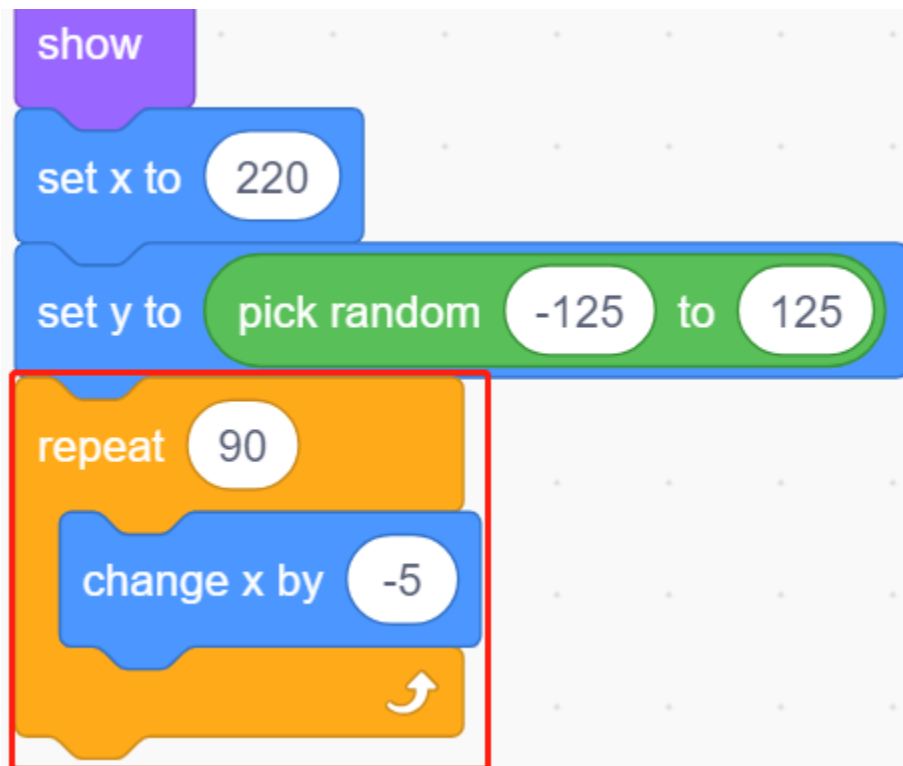 show
set x to 220
set y to pick random -125 to 125
repeat 90
change x by -5